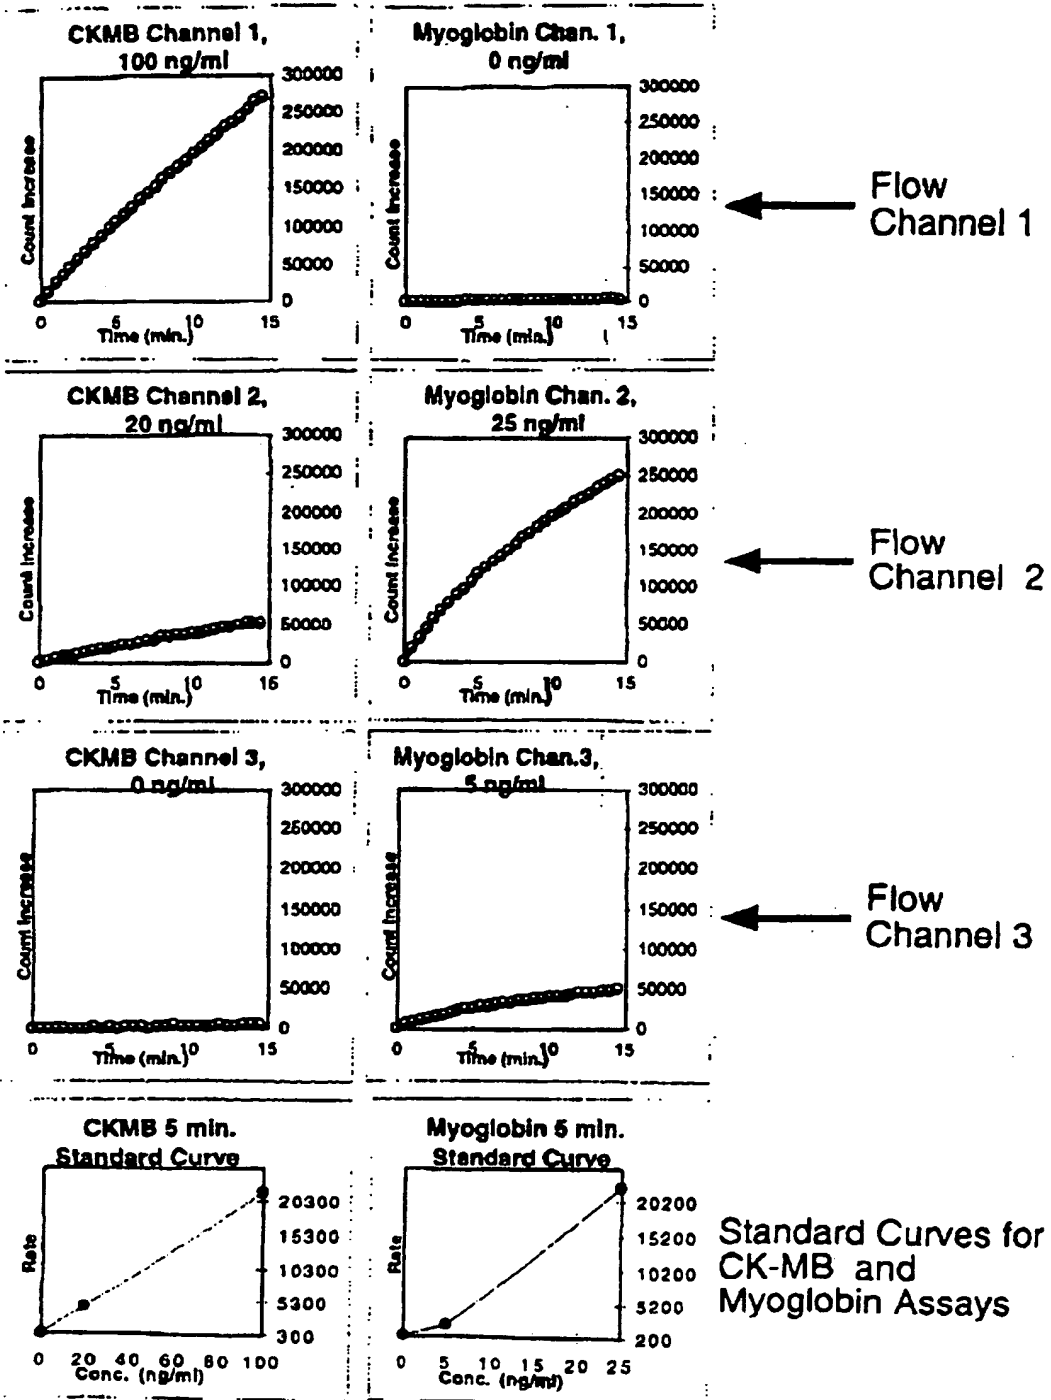 CKMB Channel 1,
100 ng/ml
300000
250000
200000
150000
100000
50000
0
Count Increase
0 5 10 15
Time (min.)
Myoglobin Chan. 1,
0 ng/ml
300000
250000
200000
150000
100000
50000
0
Count Increase
0 5 10 15
Time (min.)
Flow
Channel 1
CKMB Channel 2,
20 ng/ml
300000
250000
200000
150000
100000
50000
0
Count Increase
0 5 10 15
Time (min.)
Myoglobin Chan. 2,
25 ng/ml
300000
250000
200000
150000
100000
50000
0
Count Increase
0 5 10 15
Time (min.)
Flow
Channel 2
CKMB Channel 3,
0 ng/ml
300000
250000
200000
150000
100000
50000
0
Count Increase
0 5 10 15
Time (min.)
Myoglobin Chan.3,
5 ng/ml
300000
250000
200000
150000
100000
50000
0
Count Increase
0 5 10 15
Time (min.)
Flow
Channel 3
CKMB 5 min.
Standard Curve
20300
15300
10300
5300
300
Rate
0 20 40 60 80 100
Conc. (ng/ml)
Myoglobin 5 min.
Standard Curve
20200
15200
10200
5200
200
Rate
0 5 10 15 20 25
Conc. (ng/ml)
Standard Curves for
CK-MB and
Myoglobin Assays